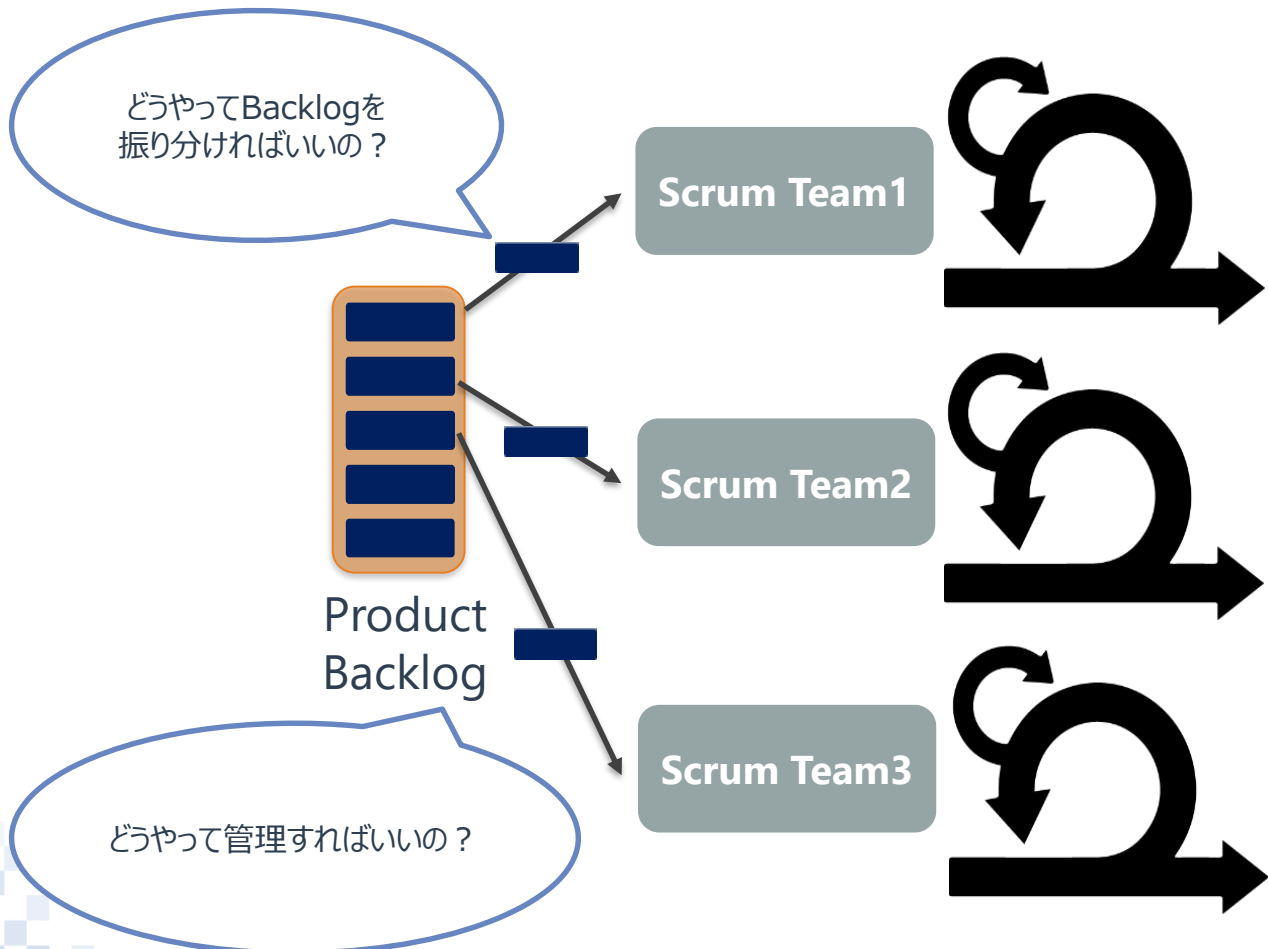 どうやってBacklogを
振り分ければいいの？
Scrum Team1
Scrum Team2
Product
Backlog
Scrum Team3
どうやって管理すればいいの？